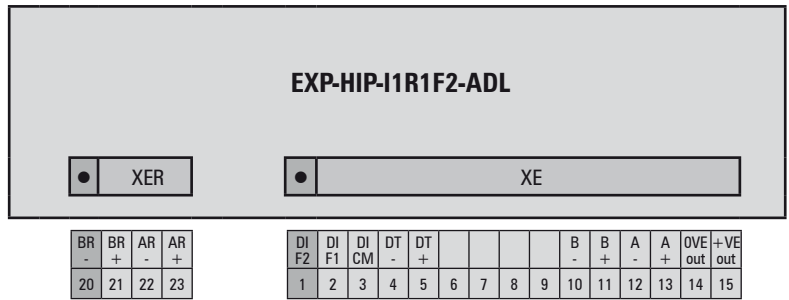 EXP-HIP-I1R1F2-ADL
XER XE
BR BR AR AR DI DI DI DT DT B B A A 0VE +VE
- + - + F2 F1 CM - + - + - + out out
20 21 22 23 1 2 3 4 5 6 7 8 9 10 11 12 13 14 15